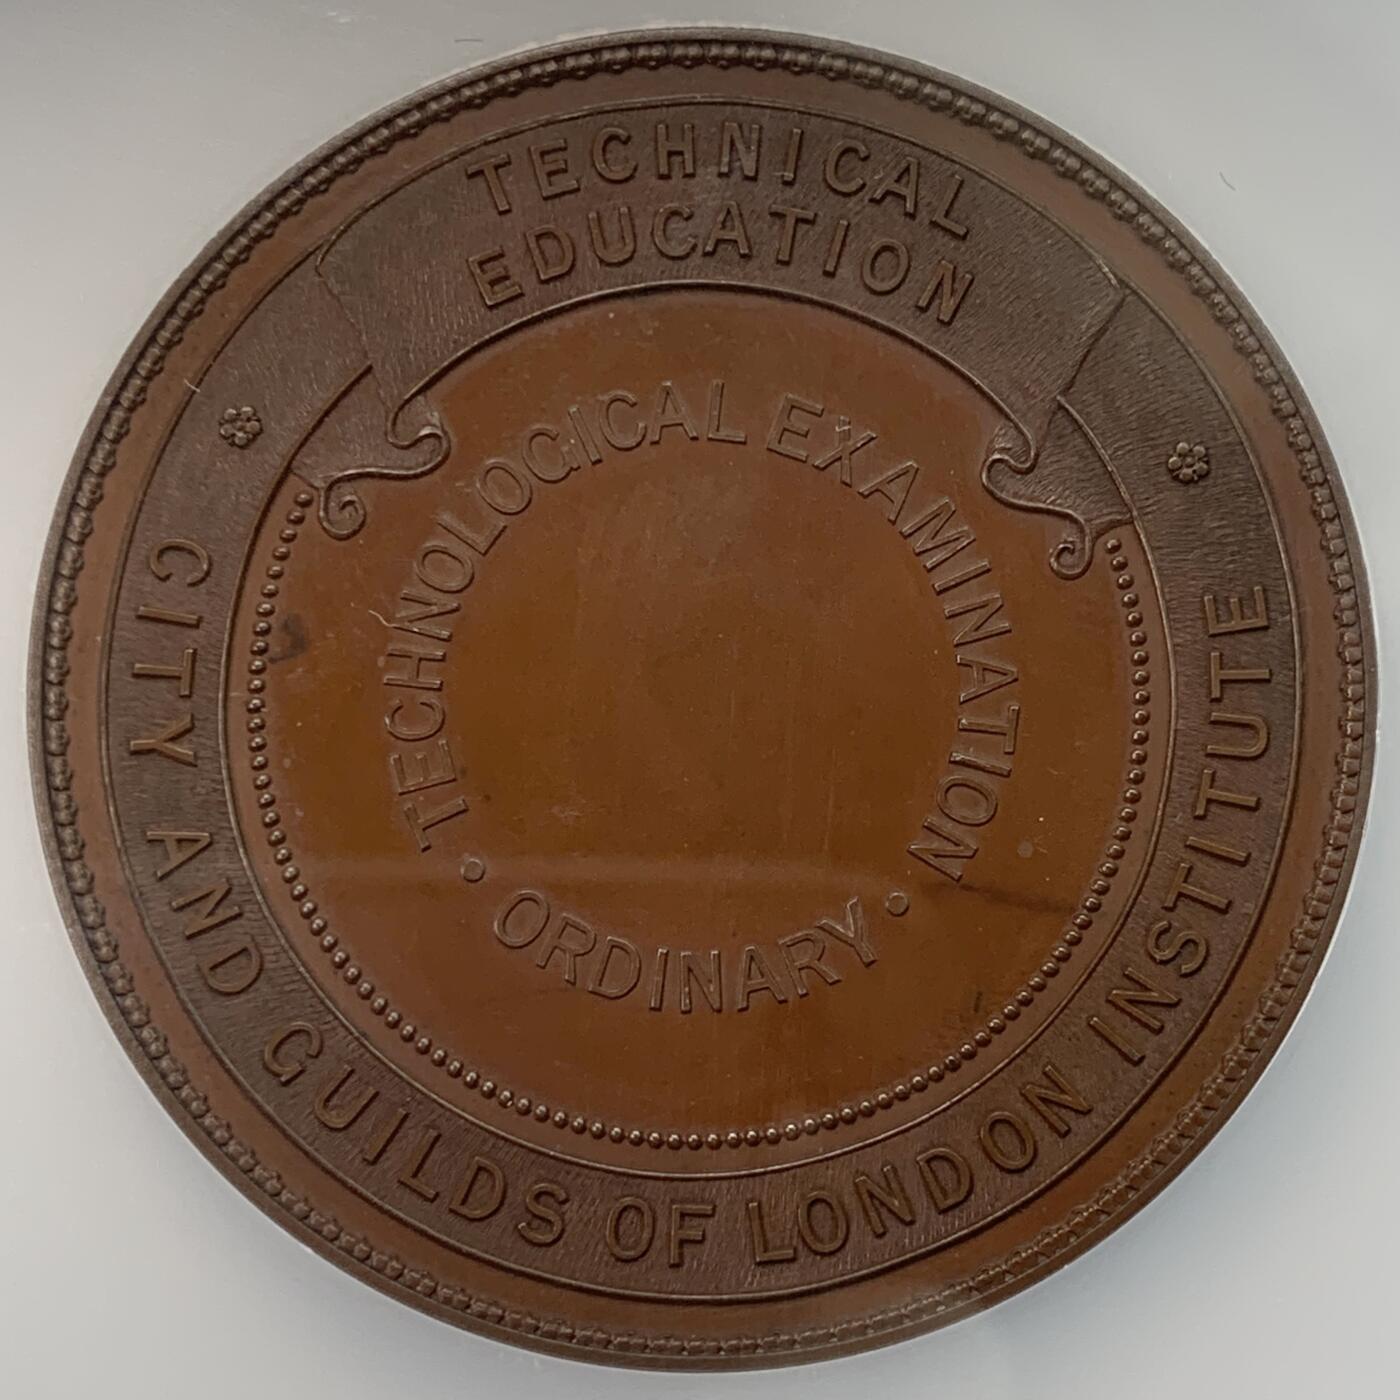 TECHNICAL
EDUCATION
CITY AND GUILDS OF LONDON INSTITUTE
TECHNOLOGICAL EXAMINATION
• ORDINARY •